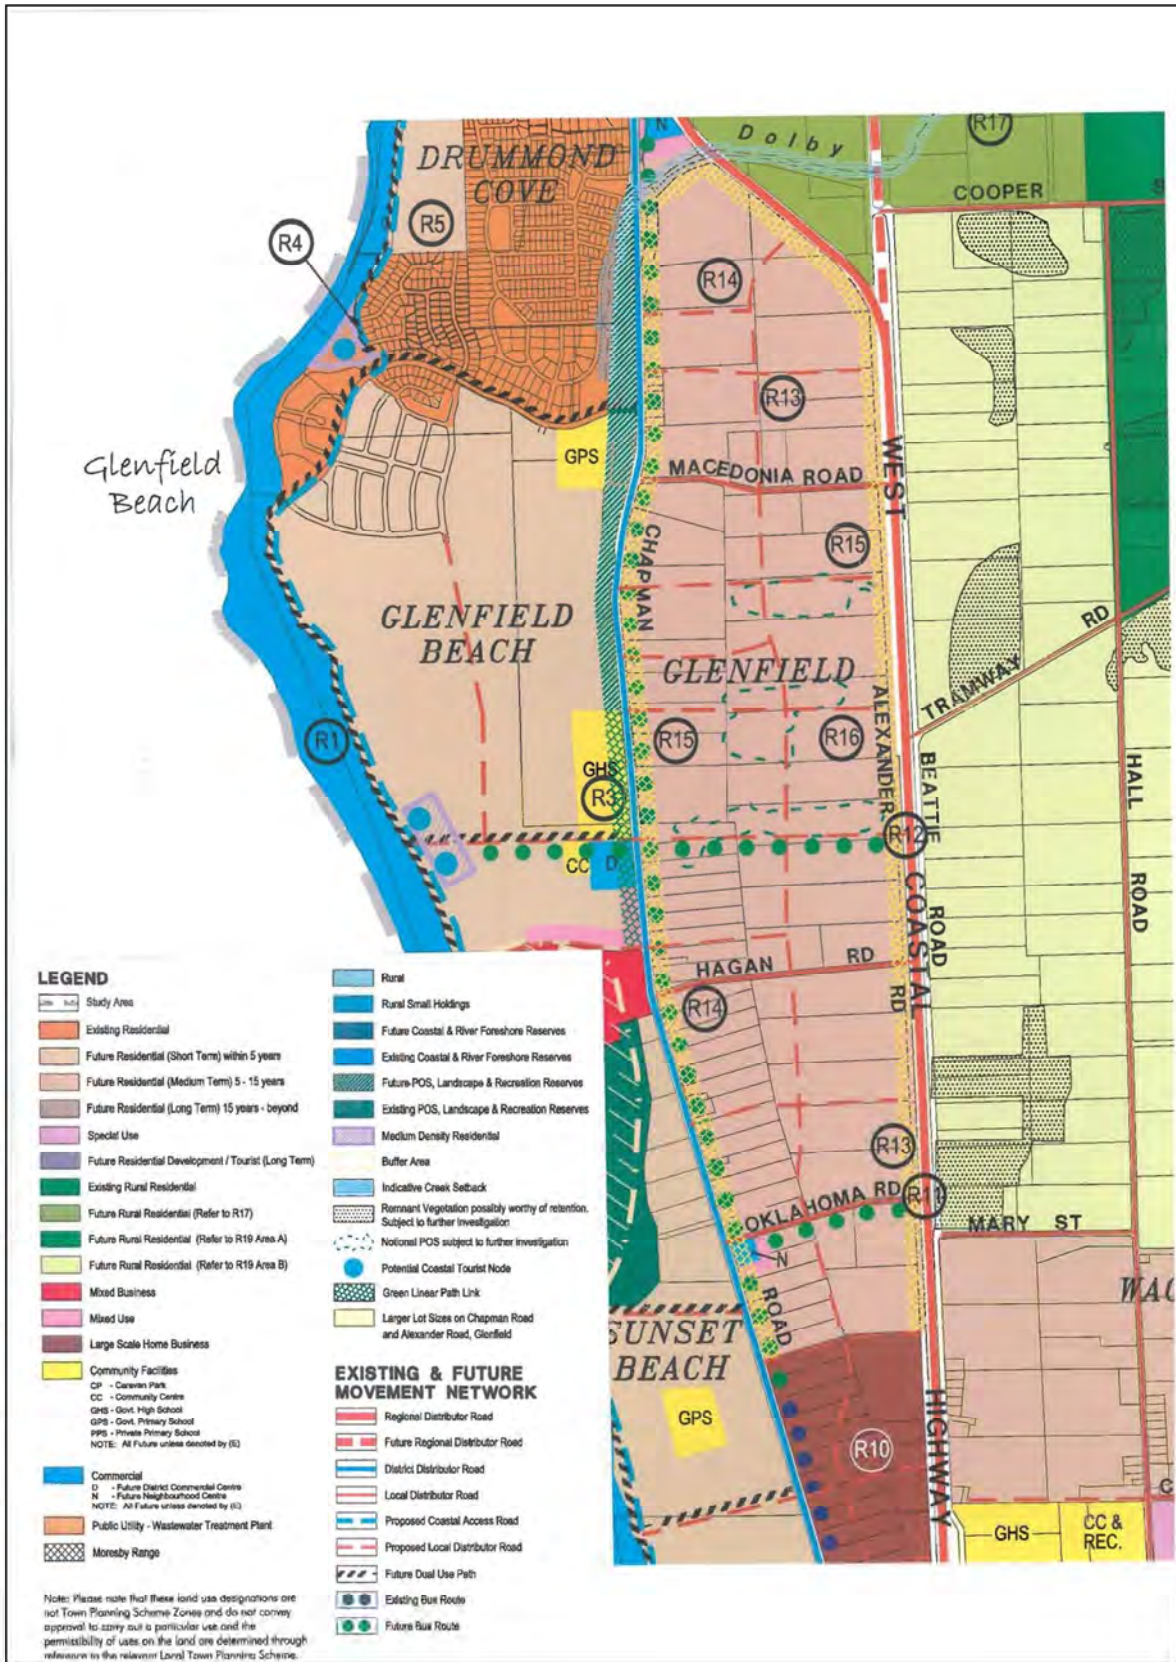 R17
N
Dolby
DRUMMOND
COVE
COOPER
R5
R4
R14
R13
WEST
GPS
MACEDONIA ROAD
Glenfield
Beach
CHAPMAN
R15
GLENFIELD
BEACH
RD
TRAMWAY
GLENFIELD
ALEXANDER
R1
R15
R16
BEATTIE
HALL
GHS
R3
R12
CC
D
COASTAL
ROAD
ROAD
HAGAN RD
R14
RD
R13
OKLAHOMA RD
R11
MARY ST
N
ROAD
WAG
SUNSET
BEACH
GPS
R10
HIGHWAY
GHS
CC &
REC.
C
LEGEND
Study Area
Existing Residential
Future Residential (Short Term) within 5 years
Future Residential (Medium Term) 5 - 15 years
Future Residential (Long Term) 15 years - beyond
Special Use
Future Residential Development / Tourist (Long Term)
Existing Rural Residential
Future Rural Residential (Refer to R17)
Future Rural Residential (Refer to R19 Area A)
Future Rural Residential (Refer to R19 Area B)
Mixed Business
Mixed Use
Large Scale Home Business
Community Facilities
CP - Caravan Park
CC - Community Centre
GHS - Govt. High School
GPS - Govt. Primary School
PPS - Private Primary School
NOTE: All Future unless denoted by (E)
Commercial
D - Future District Commercial Centre
N - Future Neighbourhood Centre
NOTE: All Future unless denoted by (E)
Public Utility - Wastewater Treatment Plant
Moresby Range
Note: Please note that these land use designations are
not Town Planning Scheme Zones and do not convey
approval to carry out a particular use and the
permissibility of uses on the land are determined through
reference to the relevant Local Town Planning Scheme.
Rural
Rural Small Holdings
Future Coastal & River Foreshore Reserves
Existing Coastal & River Foreshore Reserves
Future POS, Landscape & Recreation Reserves
Existing POS, Landscape & Recreation Reserves
Medium Density Residential
Buffer Area
Indicative Creek Setback
Remnant Vegetation possibly worthy of retention.
Subject to further investigation
Notional POS subject to further investigation
Potential Coastal Tourist Node
Green Linear Path Link
Larger Lot Sizes on Chapman Road
and Alexander Road, Glenfield
EXISTING & FUTURE
MOVEMENT NETWORK
Regional Distributor Road
Future Regional Distributor Road
District Distributor Road
Local Distributor Road
Proposed Coastal Access Road
Proposed Local Distributor Road
Future Dual Use Path
Existing Bus Route
Future Bus Route